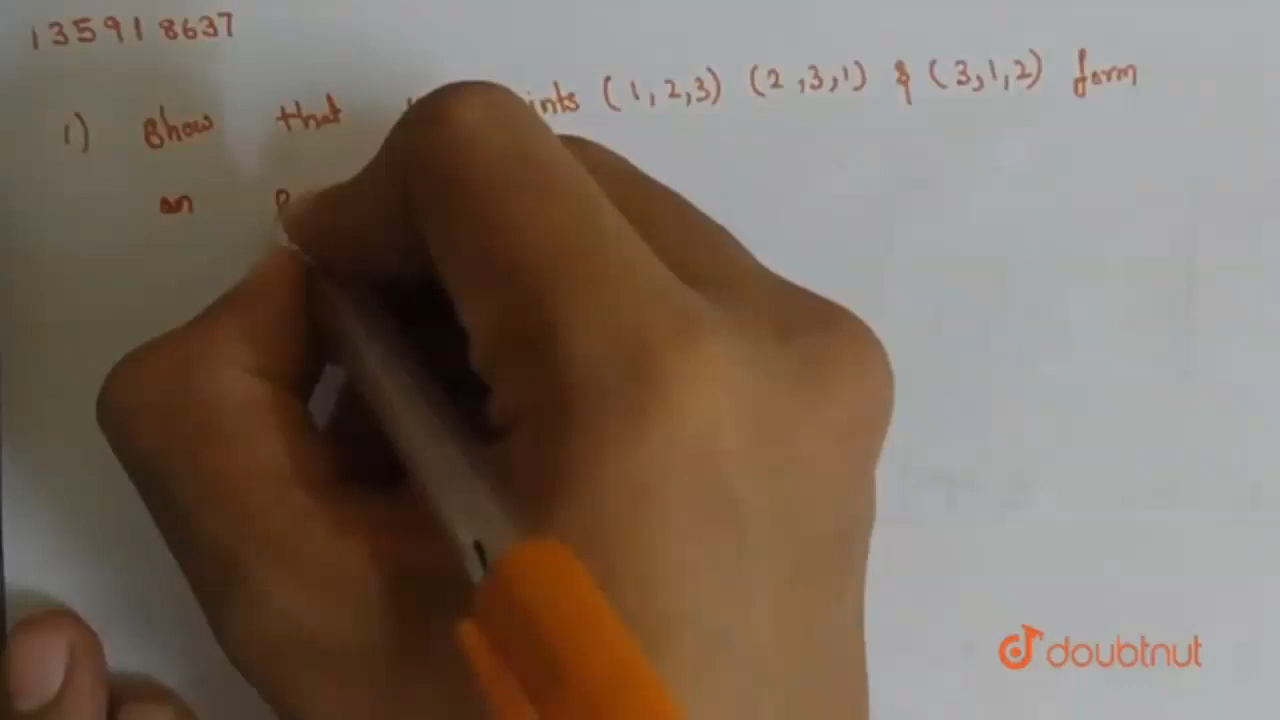 135918637
1) Show that ints (1,2,3) (2,3,1) & (3,1,2) form
an
doubtnut